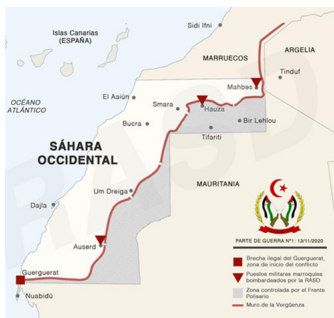 Sidi Ifni
Islas Canarias
(ESPAÑA)
MARRUECOS
ARGELIA
Tinduf
Mahbes
OCÉANO
ATLÁNTICO
El Aaiún
Smara
Hauza
Bucra
Bir Lehlou
Tifariti
SÁHARA
OCCIDENTAL
MAURITANIA
Um Dreiga
Dajla
Auserd
PARTE DE GUERRA Nº1: 13/11/2020
Guerguerat
Brecha ilegal del Guerguerat,
zona de inicio del conflicto
Puestos militares marroquíes
bombardeados por la RASD
Nuabidú
Zona controlada por el Frente
Polisario
Muro de la Vergüenza
RASD